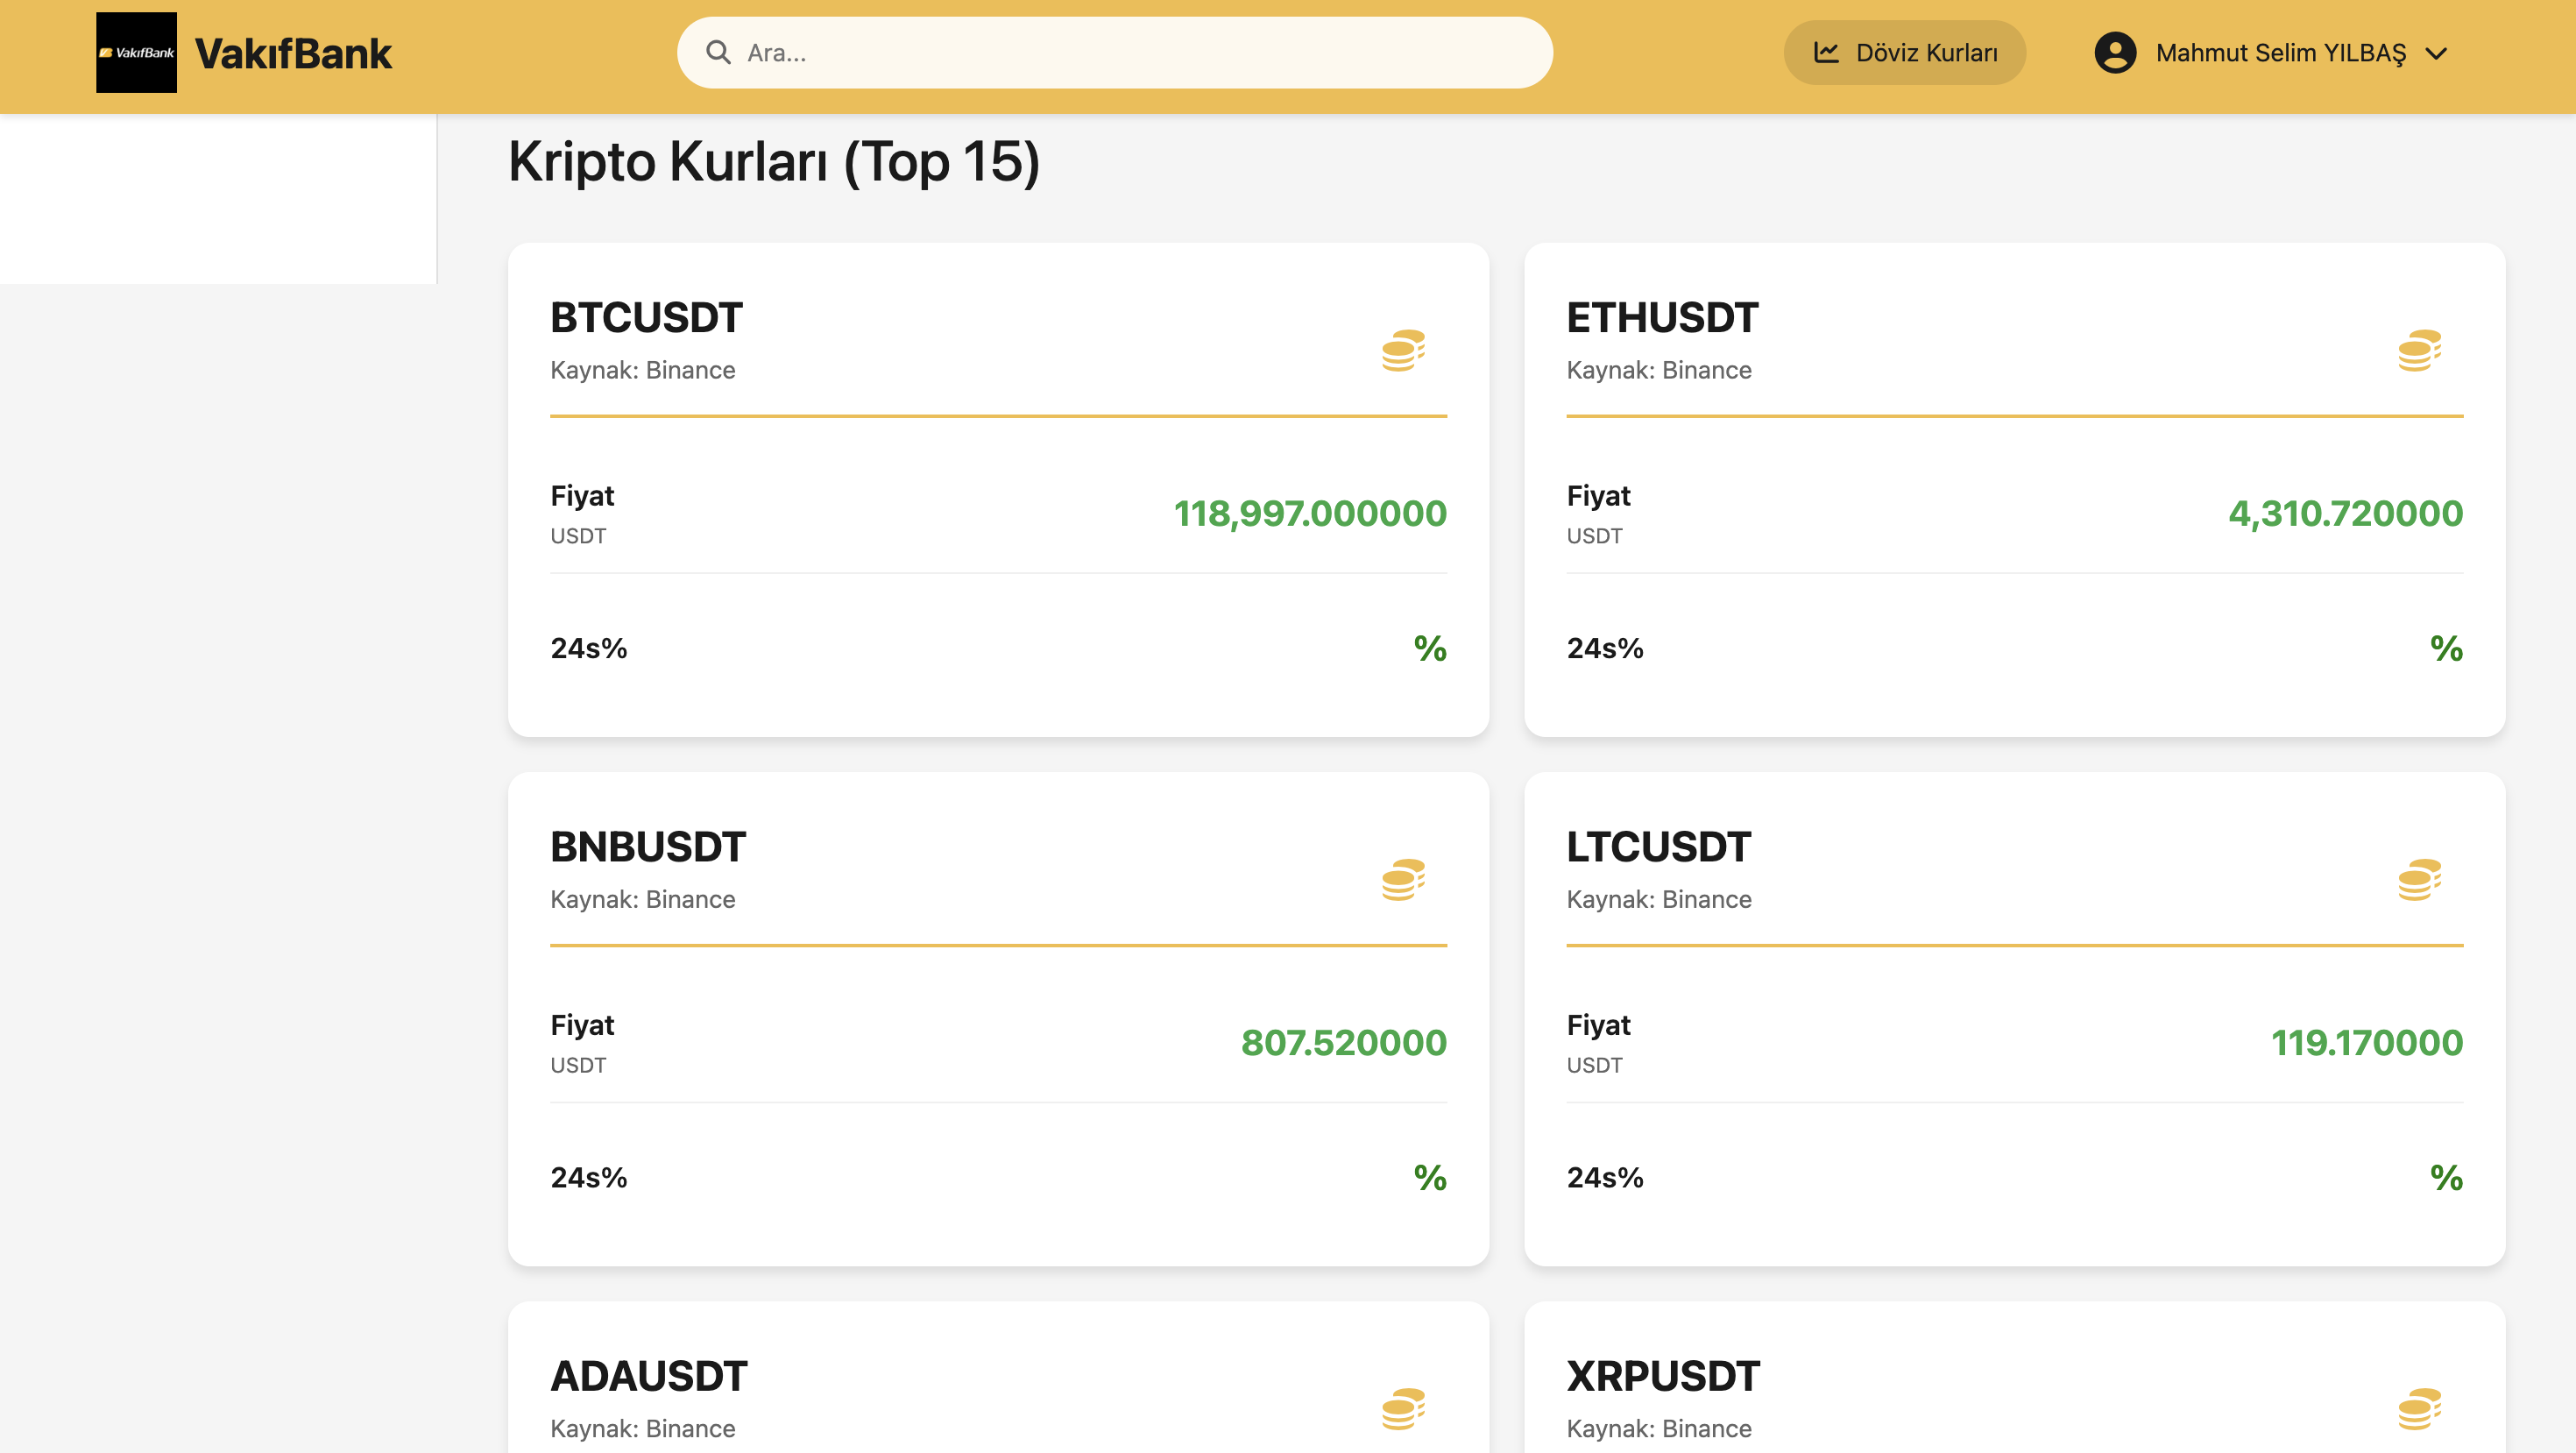 VakıfBank
VakıfBank
Ara...
Döviz Kurları
Mahmut Selim YILBAŞ
Kripto Kurları (Top 15)
BTCUSDT
Kaynak: Binance
Fiyat
USDT
118,997.000000
24s%
%
ETHUSDT
Kaynak: Binance
Fiyat
USDT
4,310.720000
24s%
%
BNBUSDT
Kaynak: Binance
Fiyat
USDT
807.520000
24s%
%
LTCUSDT
Kaynak: Binance
Fiyat
USDT
119.170000
24s%
%
ADAUSDT
Kaynak: Binance
XRPUSDT
Kaynak: Binance